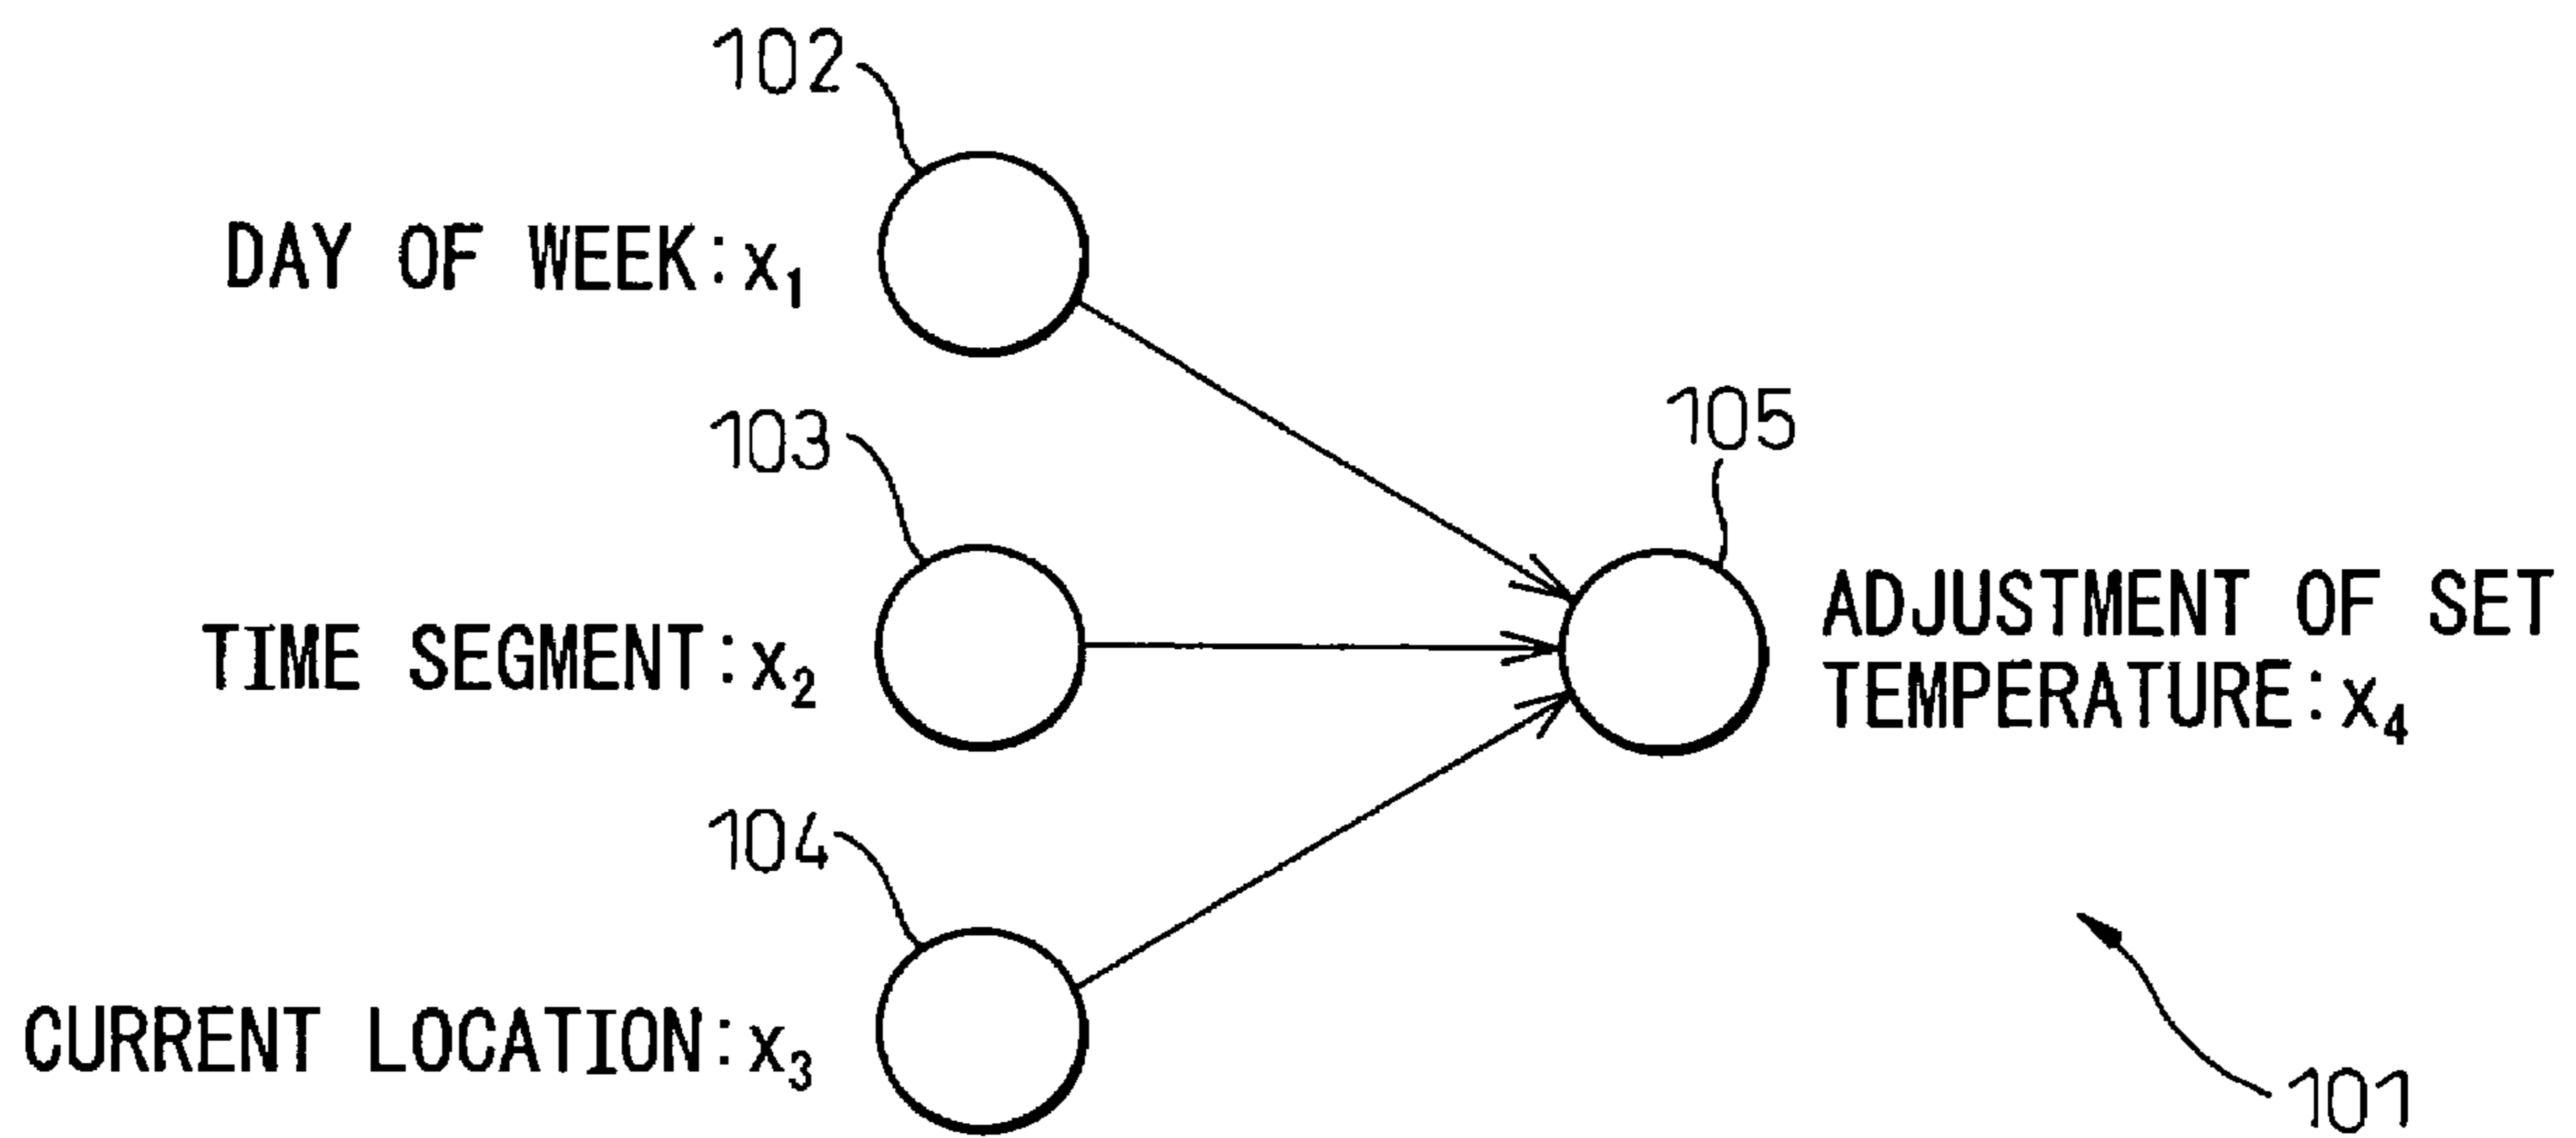 102
DAY OF WEEK:x₁
103
105
TIME SEGMENT:x₂
ADJUSTMENT OF SET
TEMPERATURE:x₄
104
CURRENT LOCATION:x₃
101